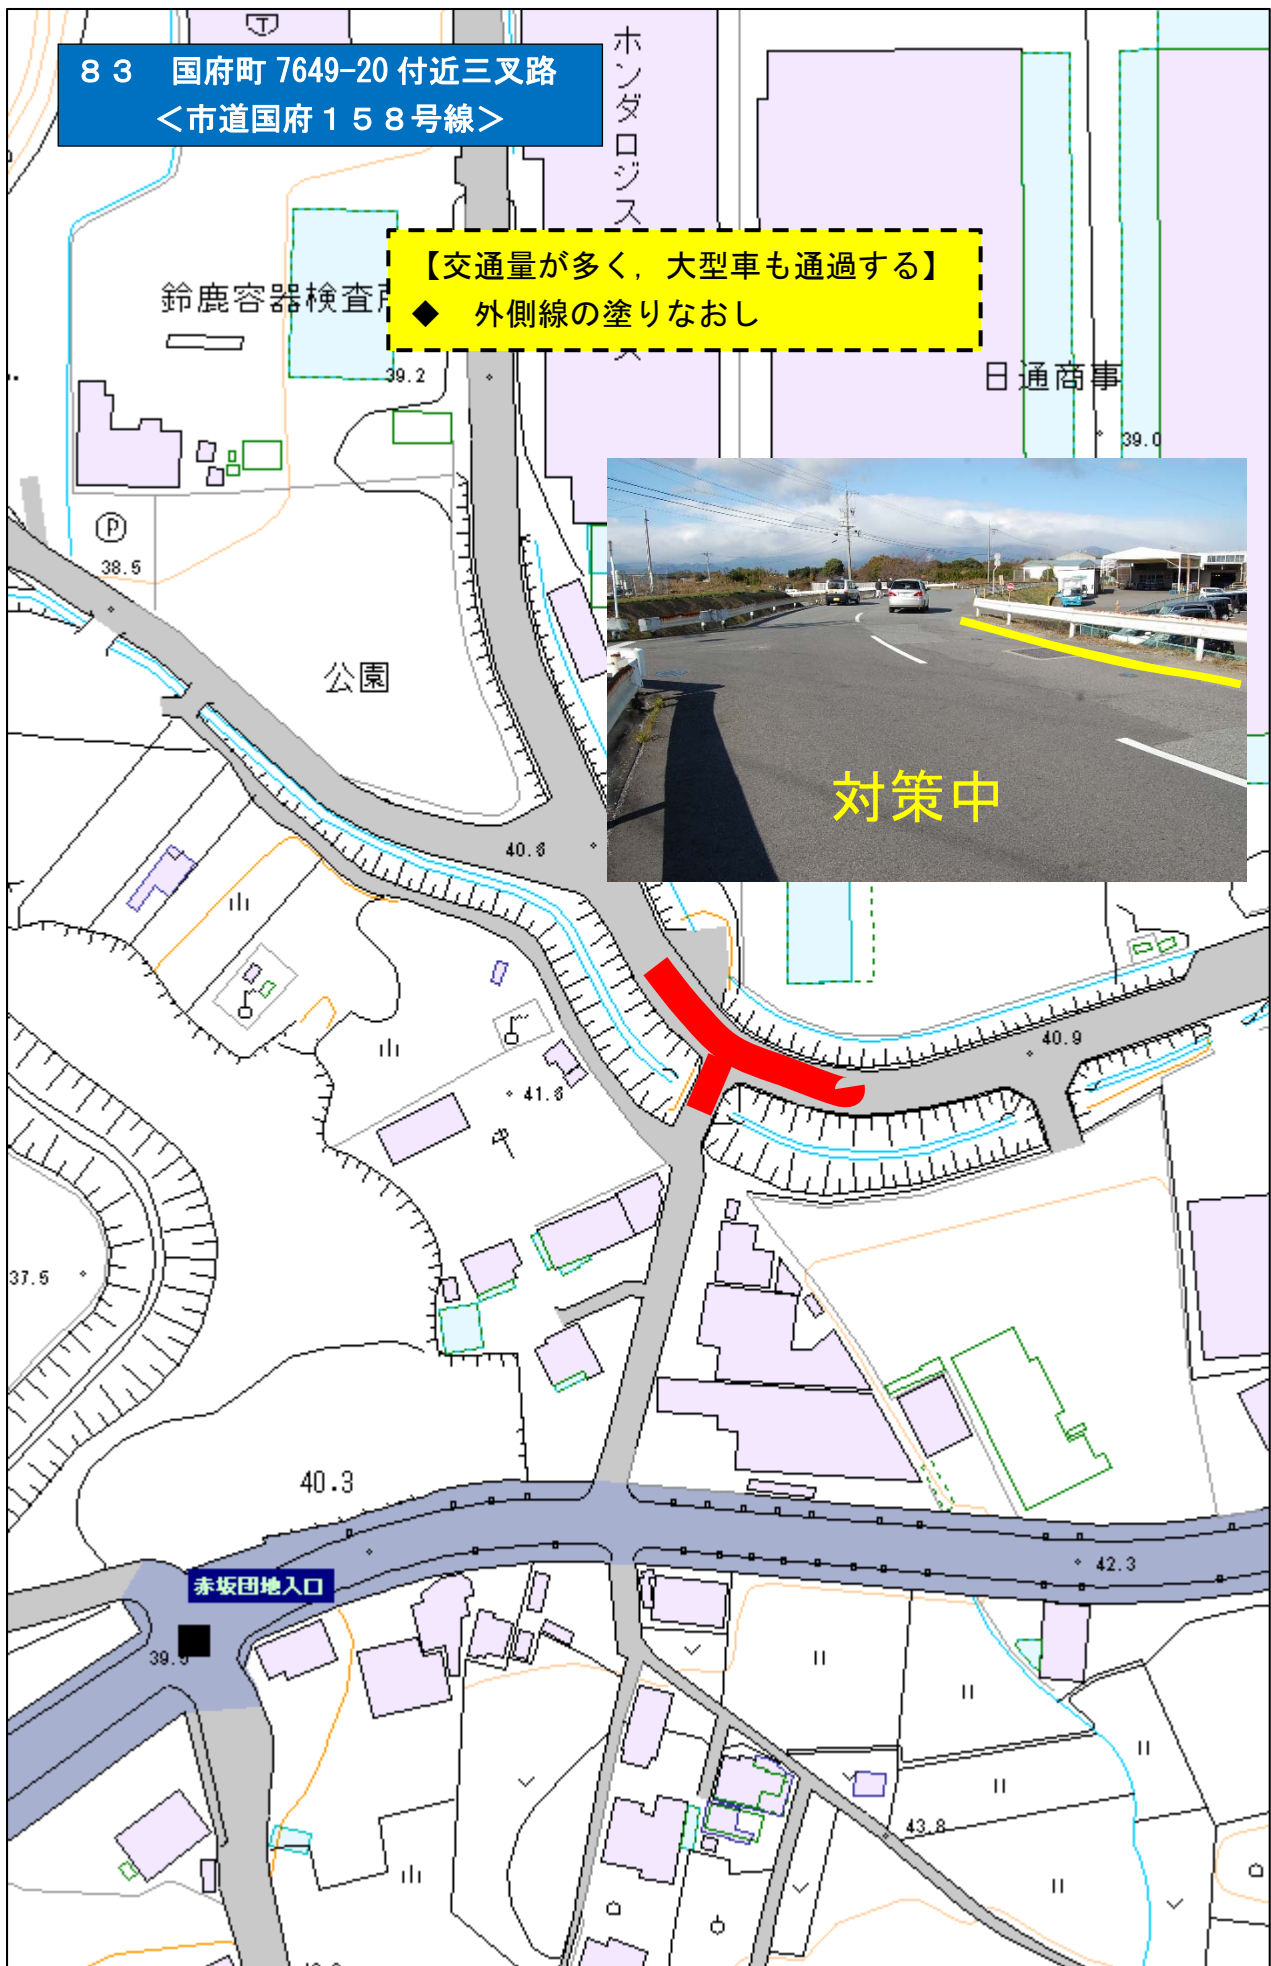 ８３　国府町 7649-20 付近三叉路
＜市道国府１５８号線＞
ホンダロジス
【交通量が多く，大型車も通過する】
◆　外側線の塗りなおし
鈴鹿容器検査
ス
39.2
日通商事
39.0
P
38.5
公園
対策中
40.6
40.9
41.6
37.5
40.3
42.3
赤坂団地入口
43.8